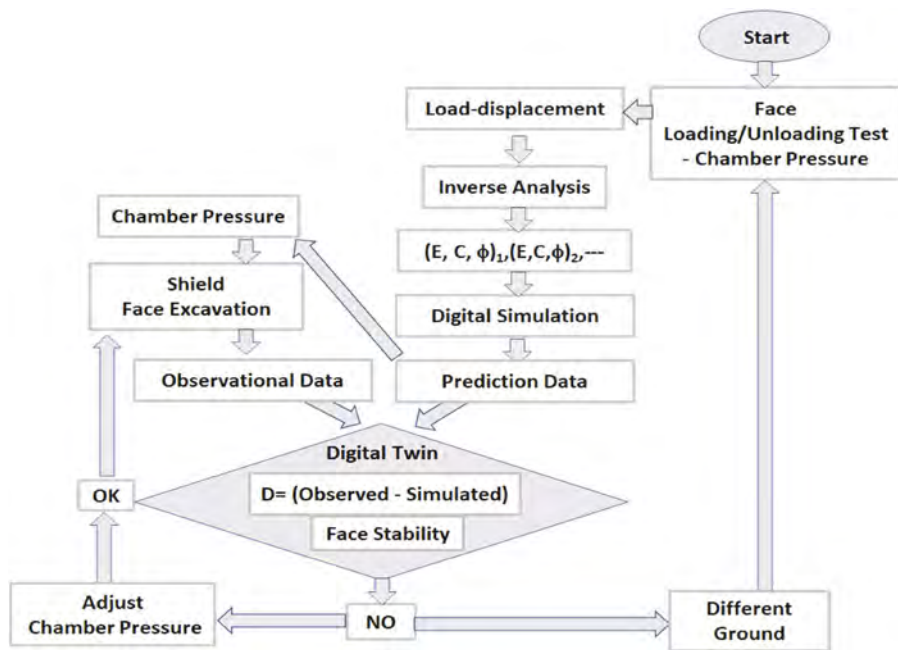 Start
Face
Loading/Unloading Test
- Chamber Pressure
Load-displacement
Inverse Analysis
(E, C, ϕ)₁,(E,C,ϕ)₂,---
Digital Simulation
Prediction Data
Chamber Pressure
Shield
Face Excavation
Observational Data
Digital Twin
D= (Observed - Simulated)
Face Stability
OK
NO
Adjust
Chamber Pressure
Different
Ground